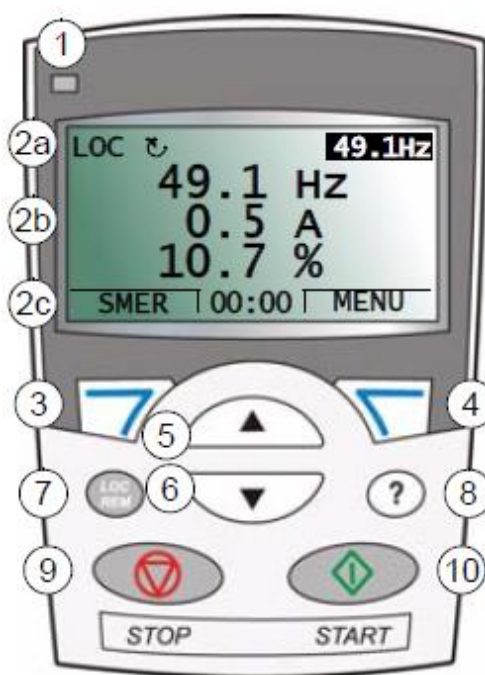 1
2a LOC 49.1Hz
49.1 Hz
2b 0.5 A
10.7 %
2c SMER 00:00 MENU
3 4
5
7 LOC REM 6 ? 8
9 10
STOP START